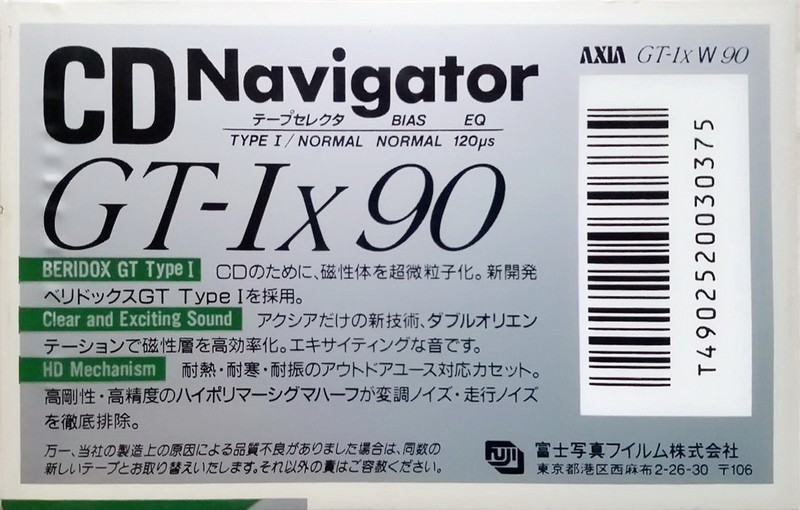 CD Navigator
AXIA GT-Ix W 90
テープセレクタ BIAS EQ
TYPE I / NORMAL NORMAL 120μs
GT-Ix 90
BERIDOX GT Type I CDのために、磁性体を超微粒子化。新開発
ベリドックスGT Type Iを採用。
Clear and Exciting Sound アクシアだけの新技術、ダブルオリエン
テーションで磁性層を高効率化。エキサイティングな音です。
HD Mechanism 耐熱・耐寒・耐振のアウトドアユース対応カセット。
高剛性・高精度のハイポリマーシグマハーフが変調ノイズ・走行ノイズ
を徹底排除。
万一、当社の製造上の原因による品質不良がありました場合は、同数の
新しいテープとお取り替えいたします。それ以外の責はご容赦ください。
T4902520030375
FUJI 富士写真フイルム株式会社
東京都港区西麻布2-26-30 〒106